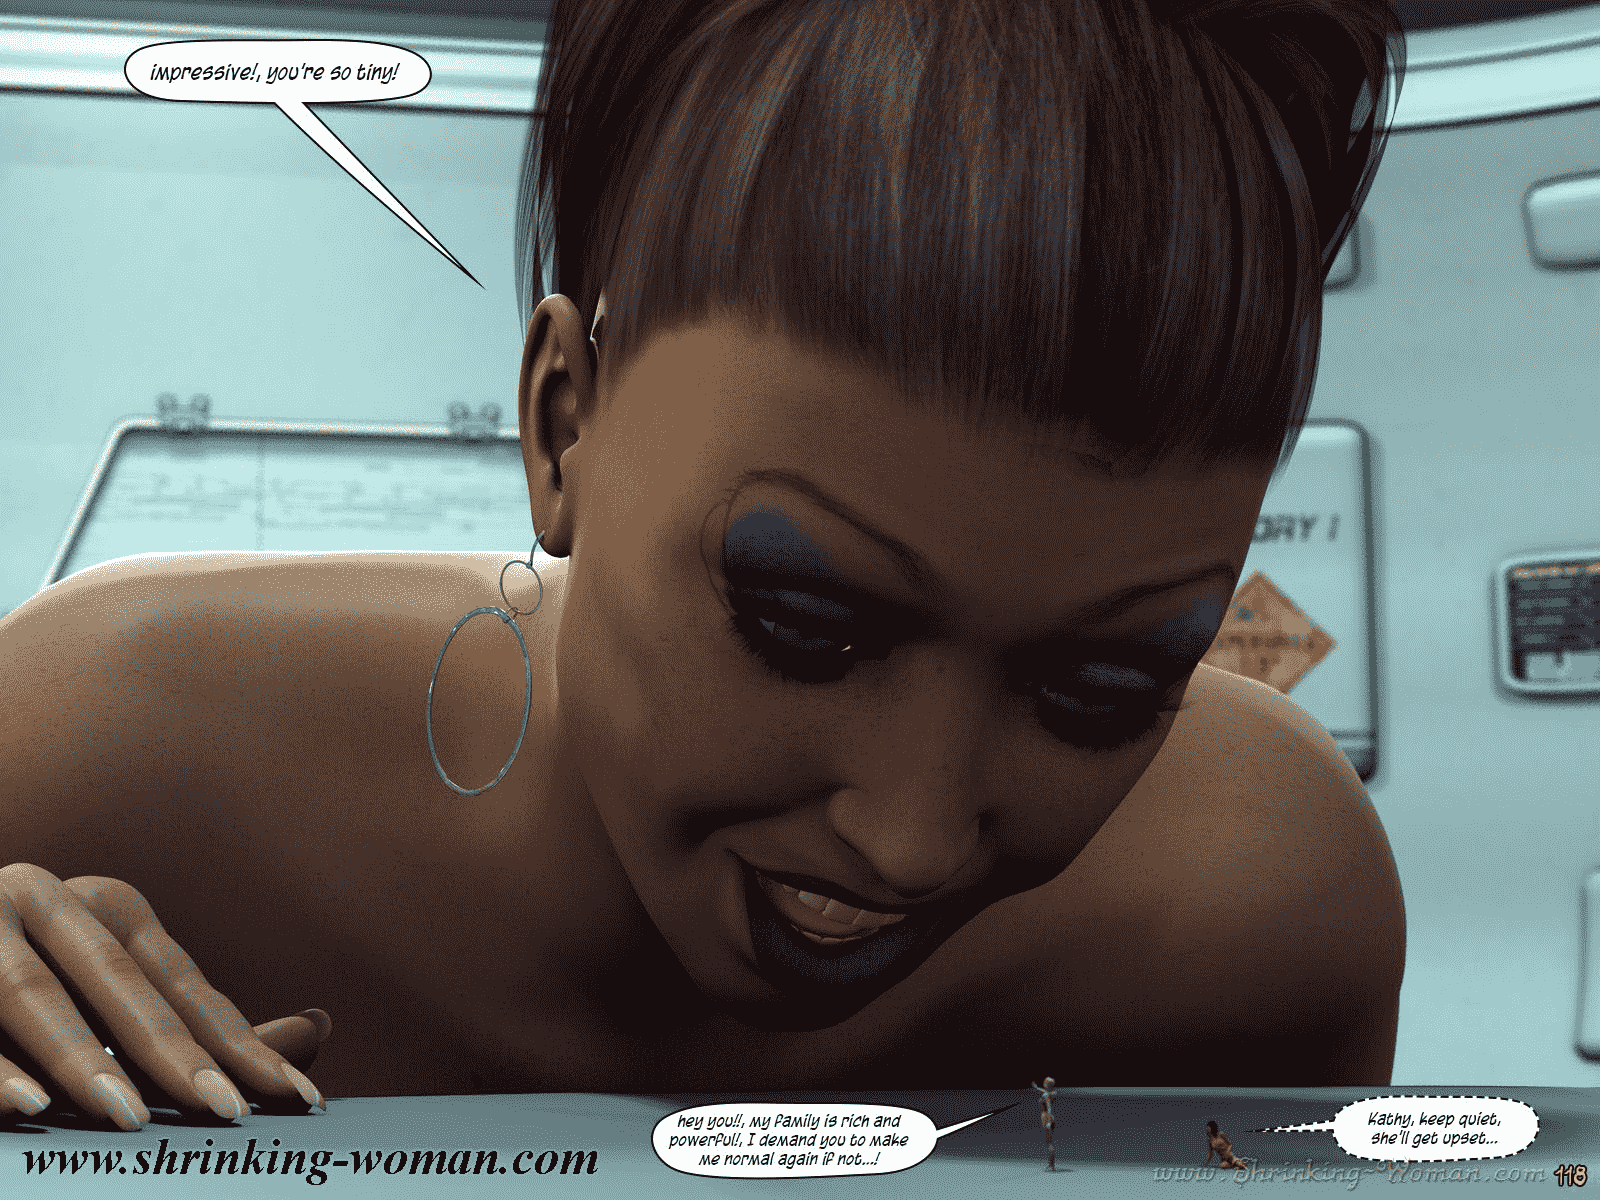 impressive!, you're so tiny!
ORY !
hey you!!, my family is rich and
powerful!, I demand you to make
me normal again if not...!
Kathy, keep quiet,
she'll get upset...
www.shrinking-woman.com
www.Shrinking-Woman.com
118